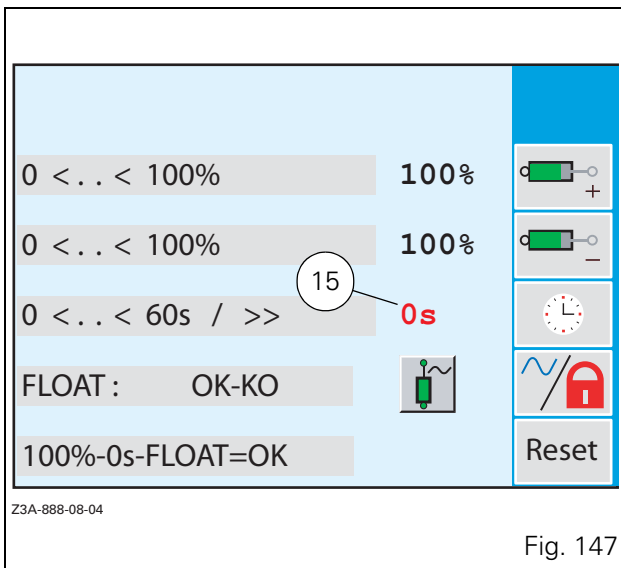 0 <..< 100% 100%
+
0 <..< 100% 100%
−
15
0 <..< 60s / >> 0s
FLOAT: OK-KO
100%-0s-FLOAT=OK Reset
Z3A-888-08-04
Fig. 147